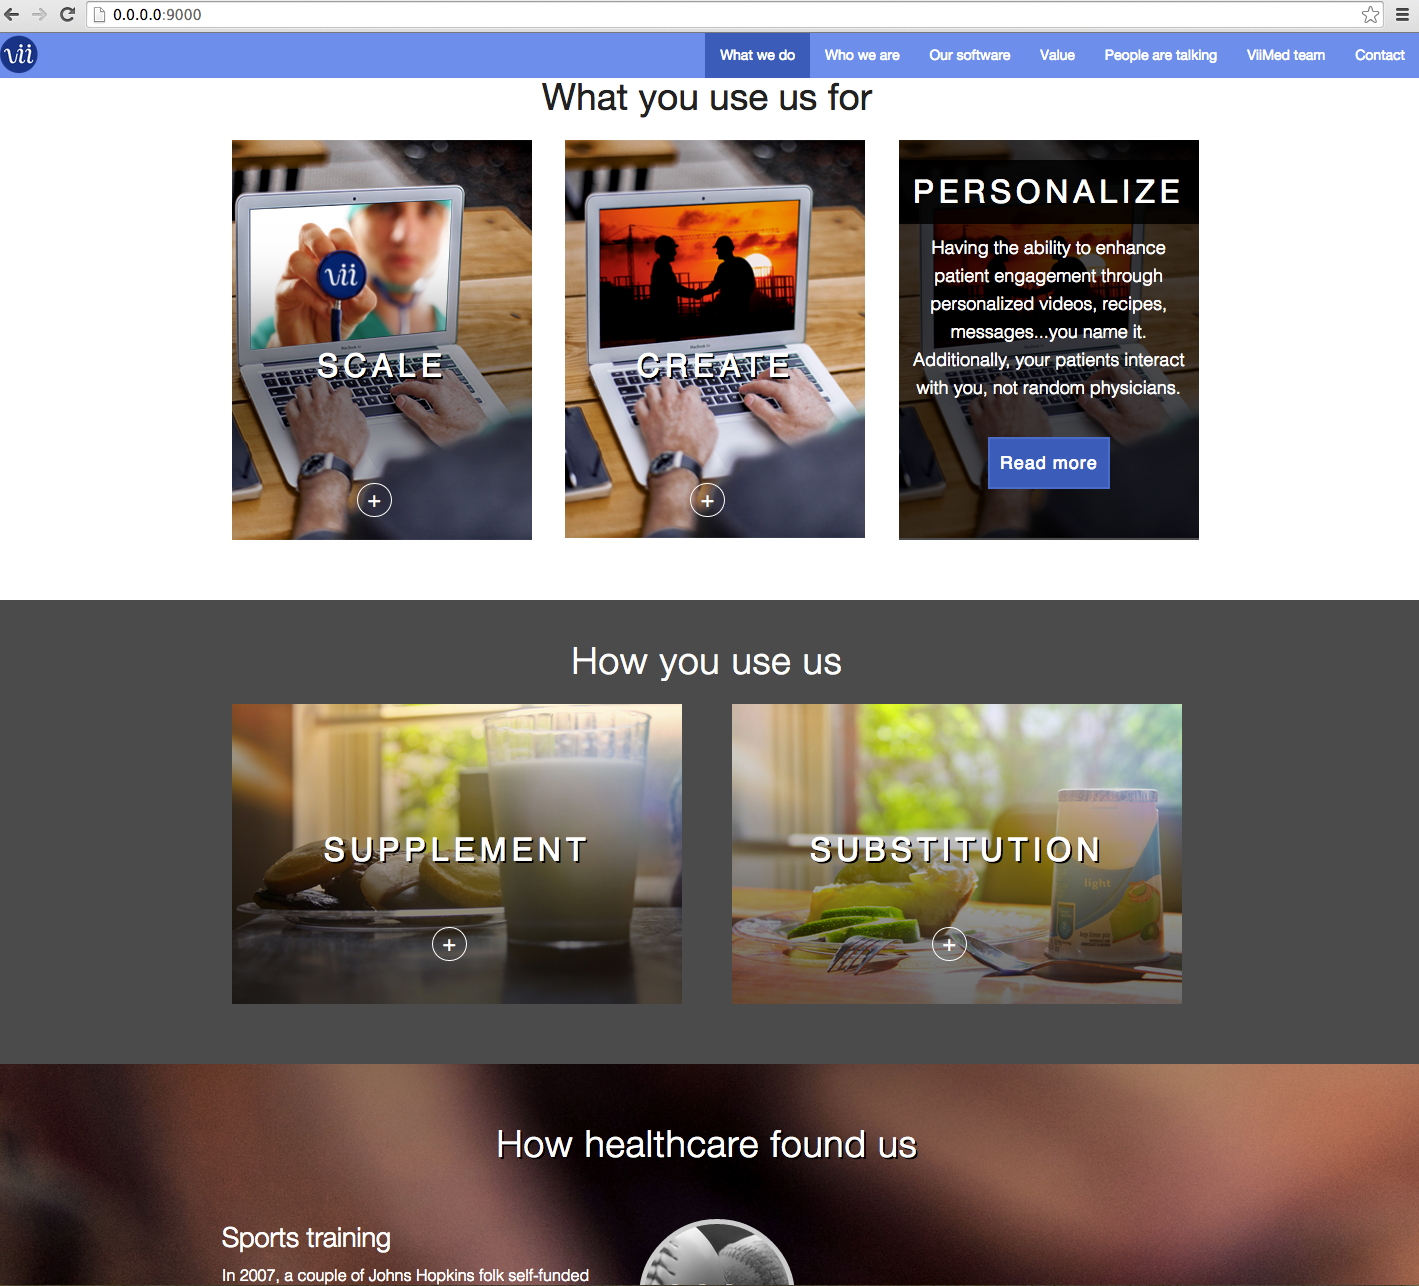 0.0.0.0:9000
vii
What we do
Who we are
Our software
Value
People are talking
ViiMed team
Contact
What you use us for
vii
SCALE
+
CREATE
+
PERSONALIZE
Having the ability to enhance
patient engagement through
personalized videos, recipes,
messages...you name it.
Additionally, your patients interact
with you, not random physicians.
Read more
How you use us
SUPPLEMENT
+
light
SUBSTITUTION
+
How healthcare found us
Sports training
In 2007, a couple of Johns Hopkins folk self-funded